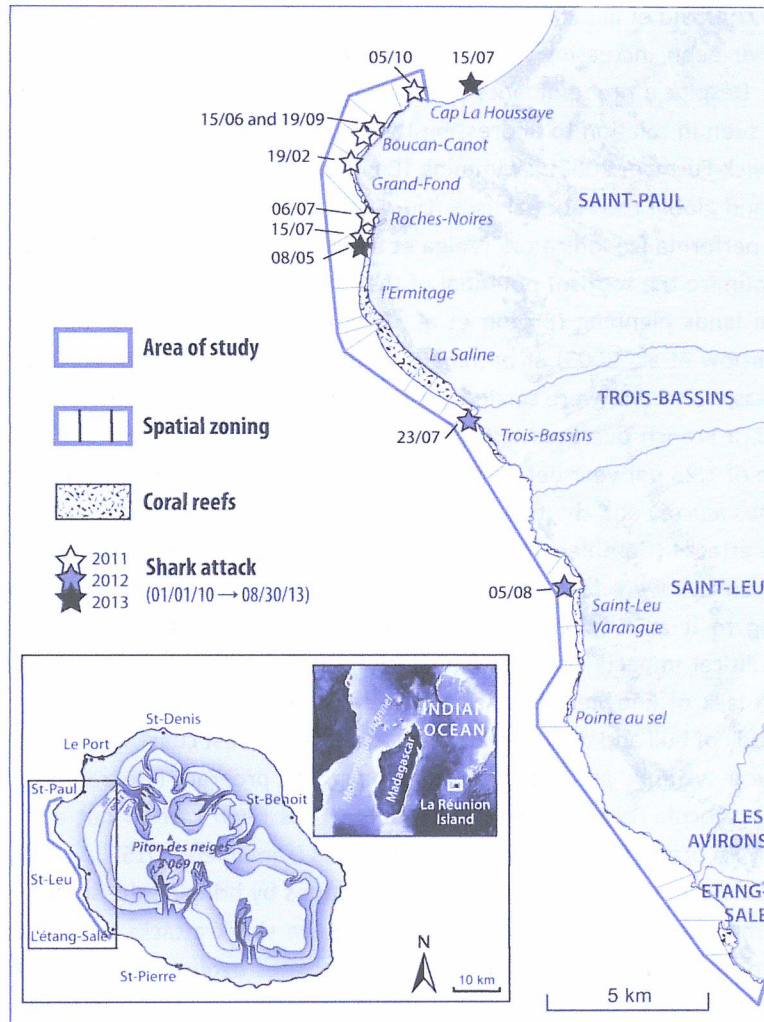 05/10
15/07
Cap La Houssaye
15/06 and 19/09
Boucan-Canot
19/02
Grand-Fond
SAINT-PAUL
06/07
Roches-Noires
15/07
08/05
l'Ermitage
La Saline
TROIS-BASSINS
23/07
Trois-Bassins
05/08
SAINT-LEU
Saint-Leu
Varangue
Pointe au sel
LES
AVIRONS
ETANG-
SALE
Area of study
Spatial zoning
Coral reefs
2011
2012
2013
Shark attack
(01/01/10 → 08/30/13)
St-Denis
Le Port
St-Paul
St-Benoit
Piton des neiges
3 069 m
St-Leu
L'étang-Salé
St-Pierre
INDIAN
OCEAN
Madagascar
La Réunion
Island
N
10 km
5 km